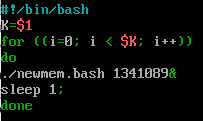 #!/bin/bash
K=$1
for ((i=0; i < $K; i++))
do
./newmem.bash 1341089&
sleep 1;
done